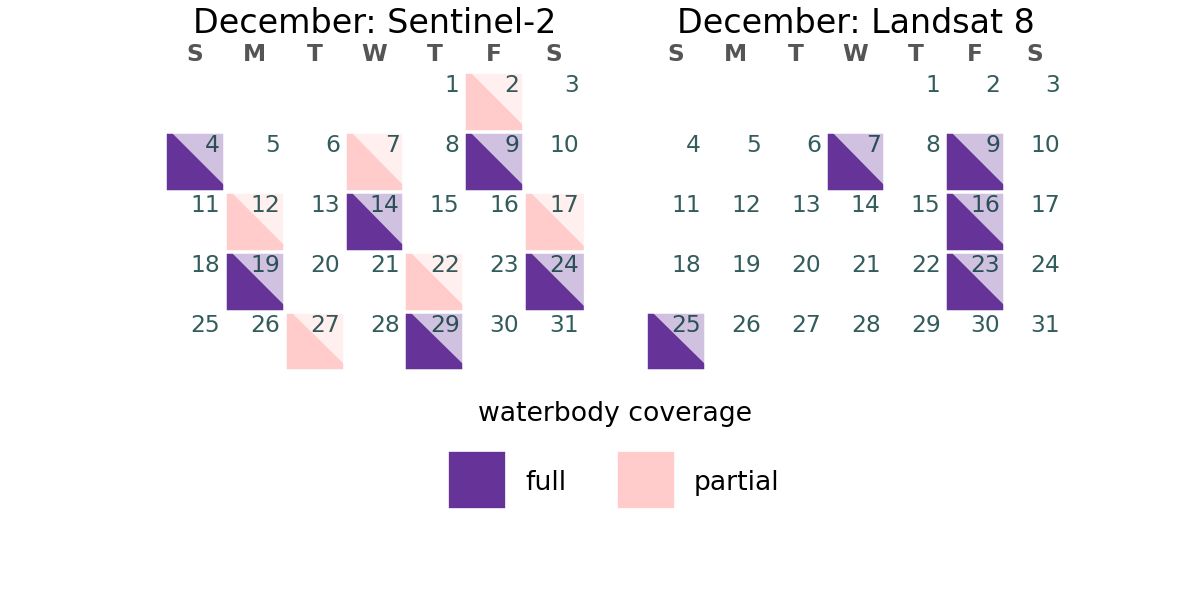 December: Sentinel-2
S M T W T F S
1 2 3
4 5 6 7 8 9 10
11 12 13 14 15 16 17
18 19 20 21 22 23 24
25 26 27 28 29 30 31
December: Landsat 8
S M T W T F S
1 2 3
4 5 6 7 8 9 10
11 12 13 14 15 16 17
18 19 20 21 22 23 24
25 26 27 28 29 30 31
waterbody coverage
full
partial